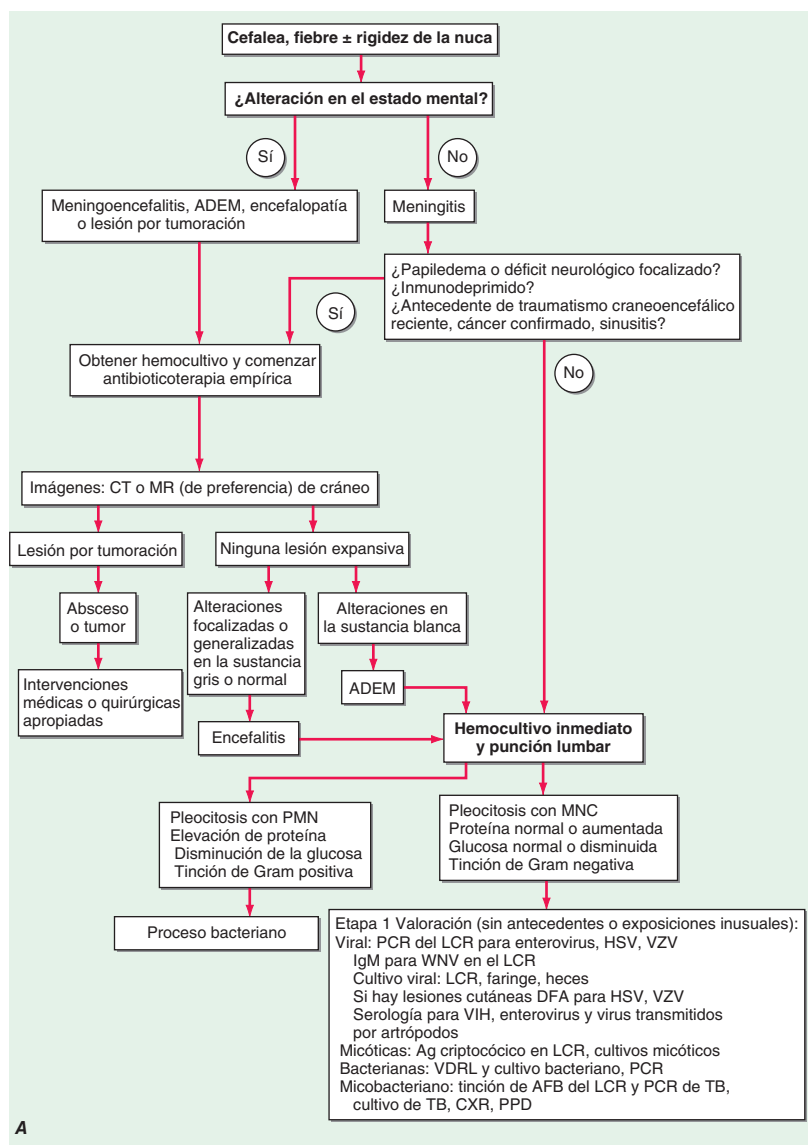 Cefalea, fiebre ± rigidez de la nuca
¿Alteración en el estado mental?
Sí
No
Meningoencefalitis, ADEM, encefalopatía
o lesión por tumoración
Meningitis
¿Papiledema o déficit neurológico focalizado?
¿Inmunodeprimido?
¿Antecedente de traumatismo craneoencefálico
reciente, cáncer confirmado, sinusitis?
Sí
No
Obtener hemocultivo y comenzar
antibioticoterapia empírica
Imágenes: CT o MR (de preferencia) de cráneo
Lesión por tumoración
Ninguna lesión expansiva
Absceso
o tumor
Alteraciones
focalizadas o
generalizadas
en la sustancia
gris o normal
Alteraciones en
la sustancia blanca
Intervenciones
médicas o quirúrgicas
apropiadas
ADEM
Encefalitis
Hemocultivo inmediato
y punción lumbar
Pleocitosis con PMN
Elevación de proteína
Disminución de la glucosa
Tinción de Gram positiva
Pleocitosis con MNC
Proteína normal o aumentada
Glucosa normal o disminuida
Tinción de Gram negativa
Proceso bacteriano
Etapa 1 Valoración (sin antecedentes o exposiciones inusuales):
Viral: PCR del LCR para enterovirus, HSV, VZV
IgM para WNV en el LCR
Cultivo viral: LCR, faringe, heces
Si hay lesiones cutáneas DFA para HSV, VZV
Serología para VIH, enterovirus y virus transmitidos
por artrópodos
Micóticas: Ag criptocócico en LCR, cultivos micóticos
Bacterianas: VDRL y cultivo bacteriano, PCR
Micobacteriano: tinción de AFB del LCR y PCR de TB,
cultivo de TB, CXR, PPD
A